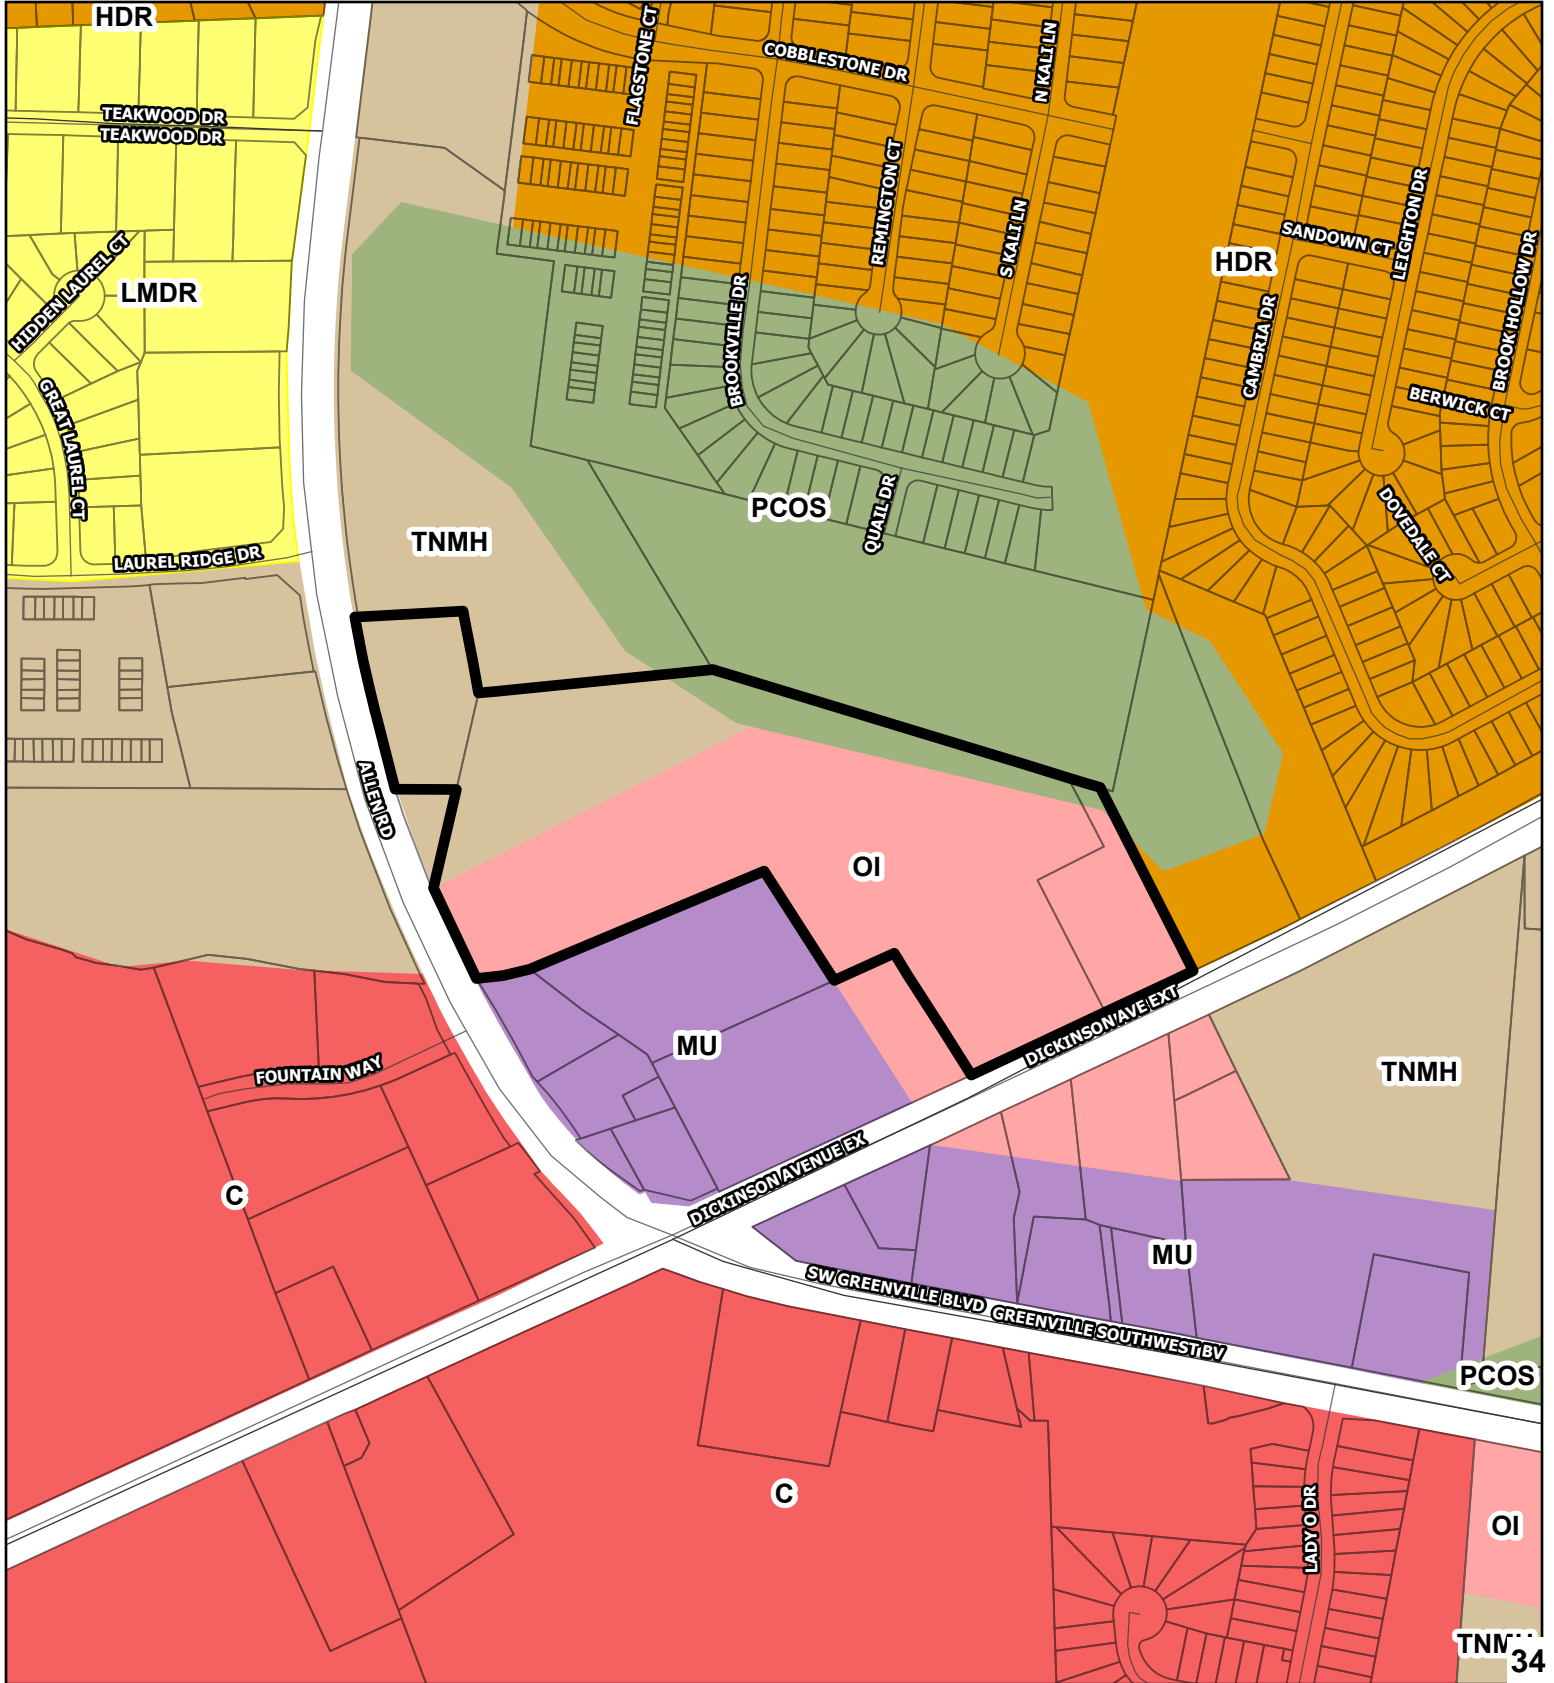 HDR
FLAGSTONE CT
COBBLESTONE DR
N KALI LN
TEAKWOOD DR
TEAKWOOD DR
REMINGTON CT
S KALI LN
SANDOWN CT
LEIGHTON DR
HIDDEN LAUREL CT
LMDR
HDR
BROOKVILLE DR
CAMBRIA DR
BROOK HOLLOW DR
GREAT LAUREL CT
BERWICK CT
PCOS
QUAIL DR
DOVEDALE CT
TNMH
LAUREL RIDGE DR
ALLEN RD
OI
DICKINSON AVE EXT
MU
FOUNTAIN WAY
TNMH
DICKINSON AVENUE EX
C
MU
SW GREENVILLE BLVD
GREENVILLE SOUTHWEST BV
PCOS
C
LADY O DR
OI
34